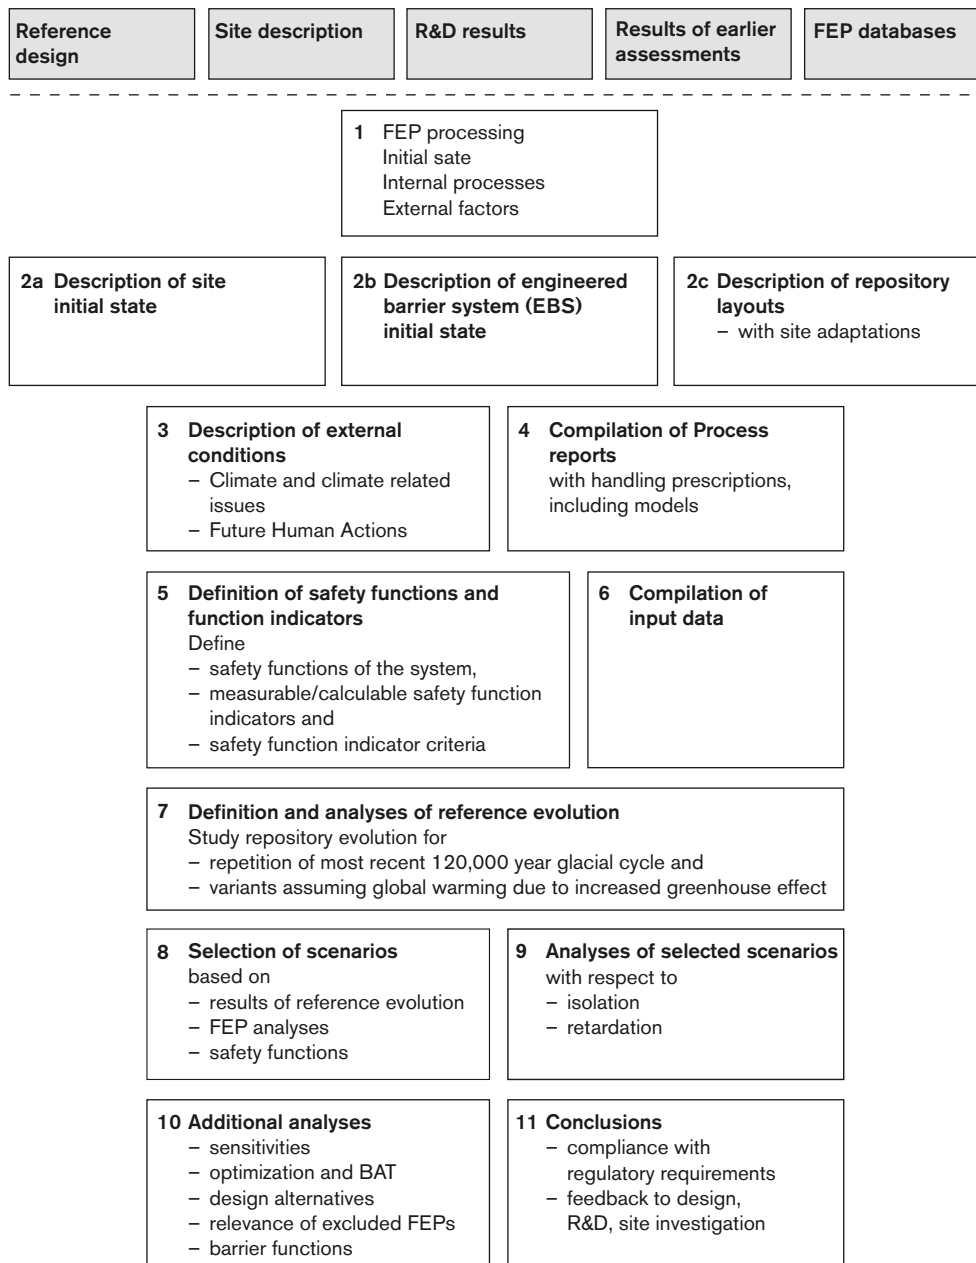 Reference
design
Site description
R&D results
Results of earlier
assessments
FEP databases
1 FEP processing
Initial sate
Internal processes
External factors
2a Description of site
initial state
2b Description of engineered
barrier system (EBS)
initial state
2c Description of repository
layouts
– with site adaptations
3 Description of external
conditions
– Climate and climate related
issues
– Future Human Actions
4 Compilation of Process
reports
with handling prescriptions,
including models
5 Definition of safety functions and
function indicators
Define
– safety functions of the system,
– measurable/calculable safety function
indicators and
– safety function indicator criteria
6 Compilation of
input data
7 Definition and analyses of reference evolution
Study repository evolution for
– repetition of most recent 120,000 year glacial cycle and
– variants assuming global warming due to increased greenhouse effect
8 Selection of scenarios
based on
– results of reference evolution
– FEP analyses
– safety functions
9 Analyses of selected scenarios
with respect to
– isolation
– retardation
10 Additional analyses
– sensitivities
– optimization and BAT
– design alternatives
– relevance of excluded FEPs
– barrier functions
11 Conclusions
– compliance with
regulatory requirements
– feedback to design,
R&D, site investigation